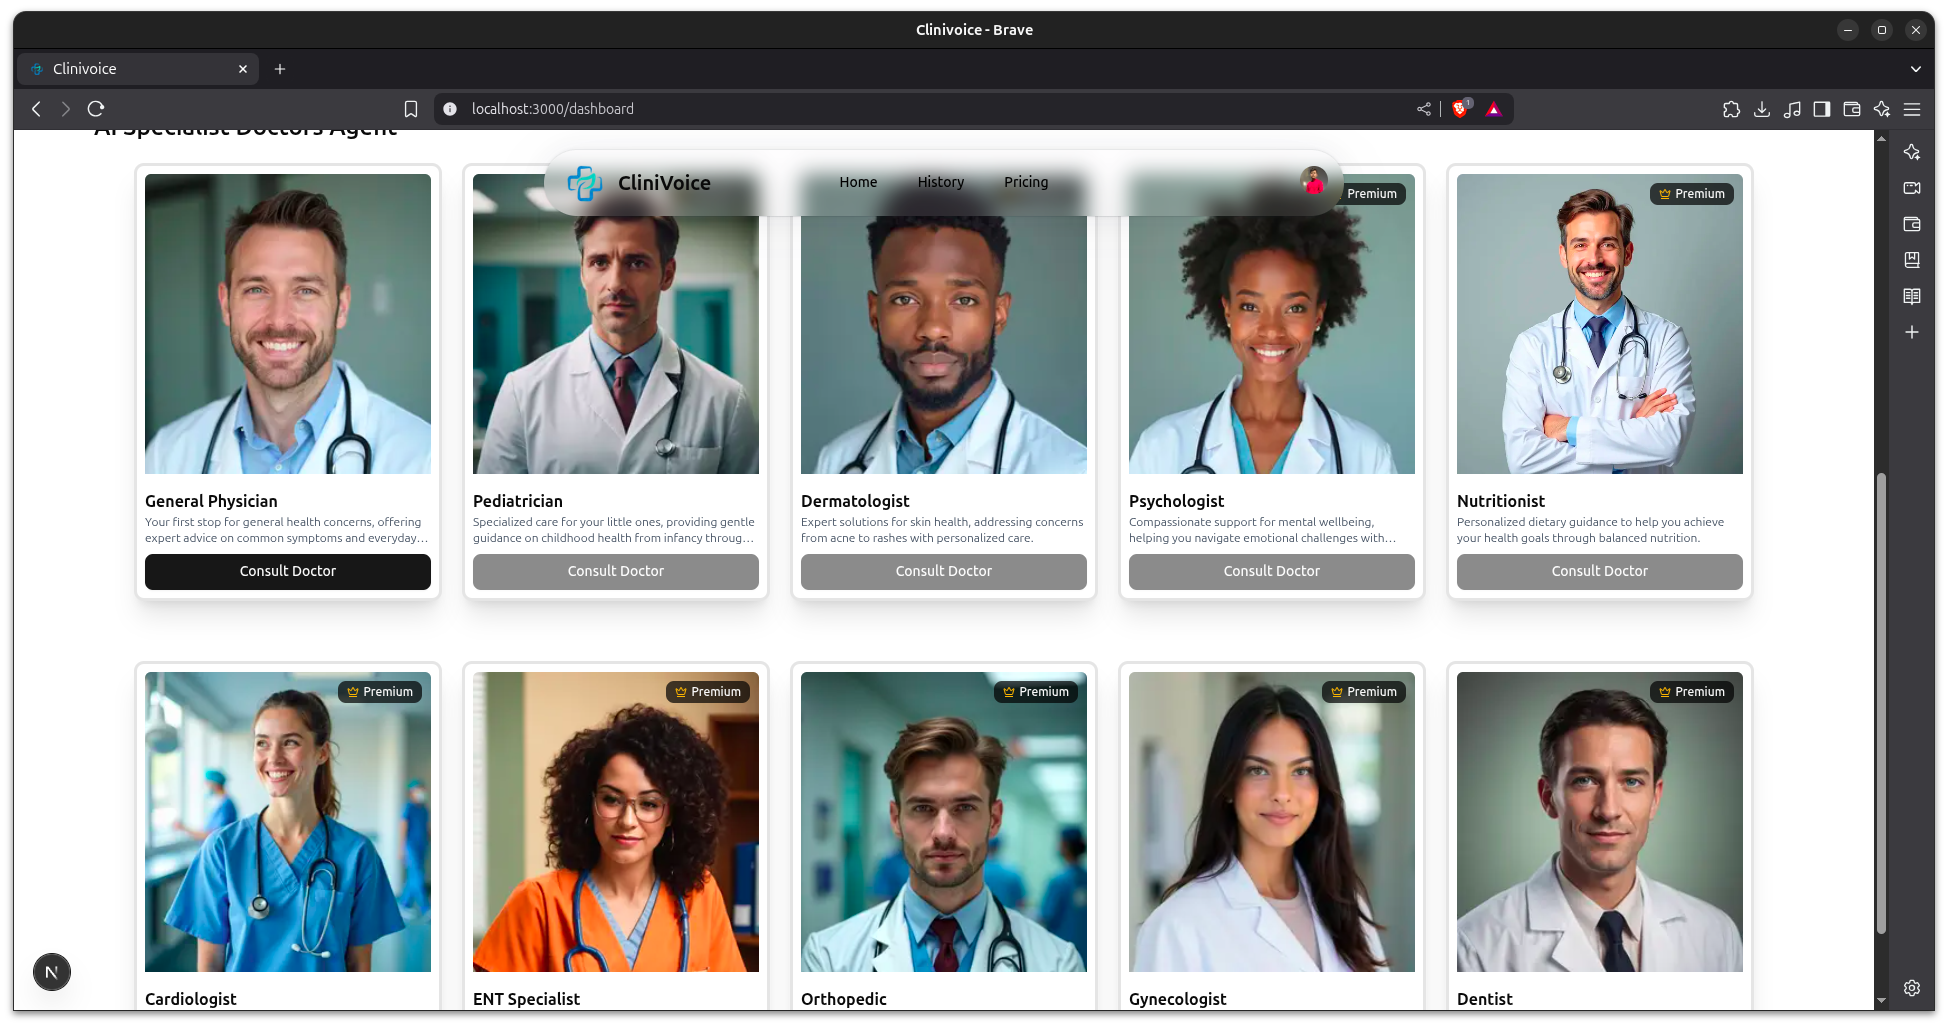 Clinivoice - Brave
Clinivoice
localhost:3000/dashboard
1
AI Specialist Doctors Agent
CliniVoice
Home
History
Pricing
Premium
Premium
General Physician
Your first stop for general health concerns, offering
expert advice on common symptoms and everyday…
Consult Doctor
Pediatrician
Specialized care for your little ones, providing gentle
guidance on childhood health from infancy throug…
Consult Doctor
Dermatologist
Expert solutions for skin health, addressing concerns
from acne to rashes with personalized care.
Consult Doctor
Psychologist
Compassionate support for mental wellbeing,
helping you navigate emotional challenges with…
Consult Doctor
Nutritionist
Personalized dietary guidance to help you achieve
your health goals through balanced nutrition.
Consult Doctor
Premium
Cardiologist
Premium
ENT Specialist
Premium
Orthopedic
Premium
Gynecologist
Premium
Dentist
N